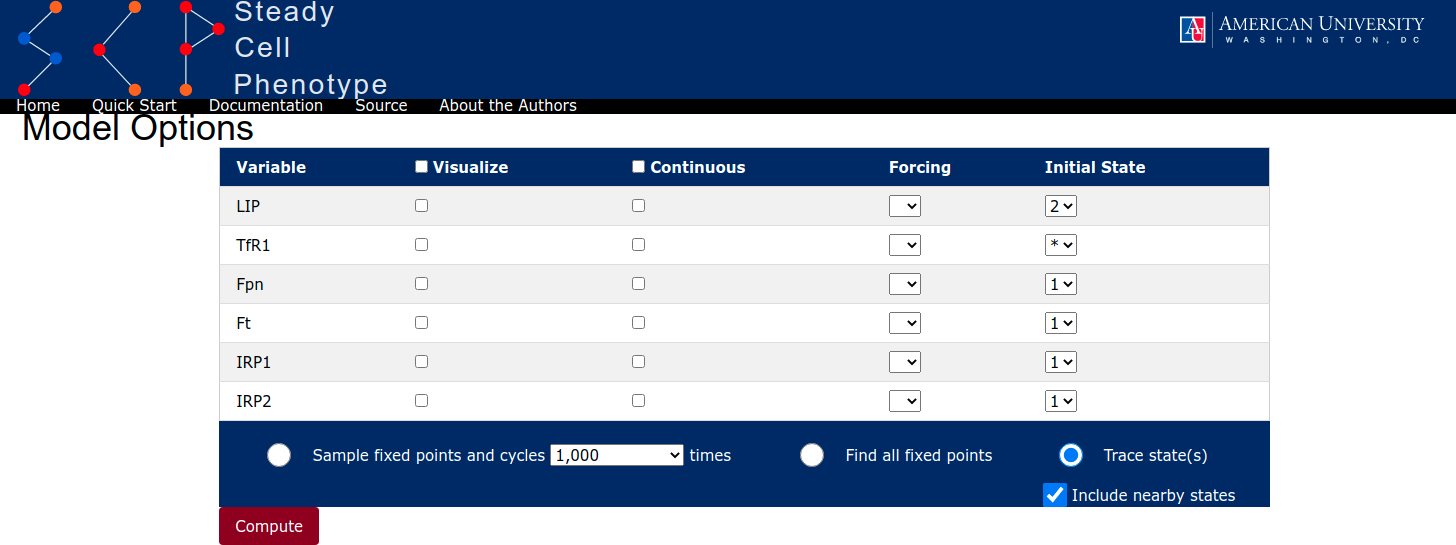 Steady
Cell
Phenotype
AMERICAN UNIVERSITY
WASHINGTON, DC
Home Quick Start Documentation Source About the Authors
Model Options
Variable Visualize Continuous Forcing Initial State
LIP 2
TfR1 *
Fpn 1
Ft 1
IRP1 1
IRP2 1
Sample fixed points and cycles 1,000 times Find all fixed points Trace state(s)
Include nearby states
Compute